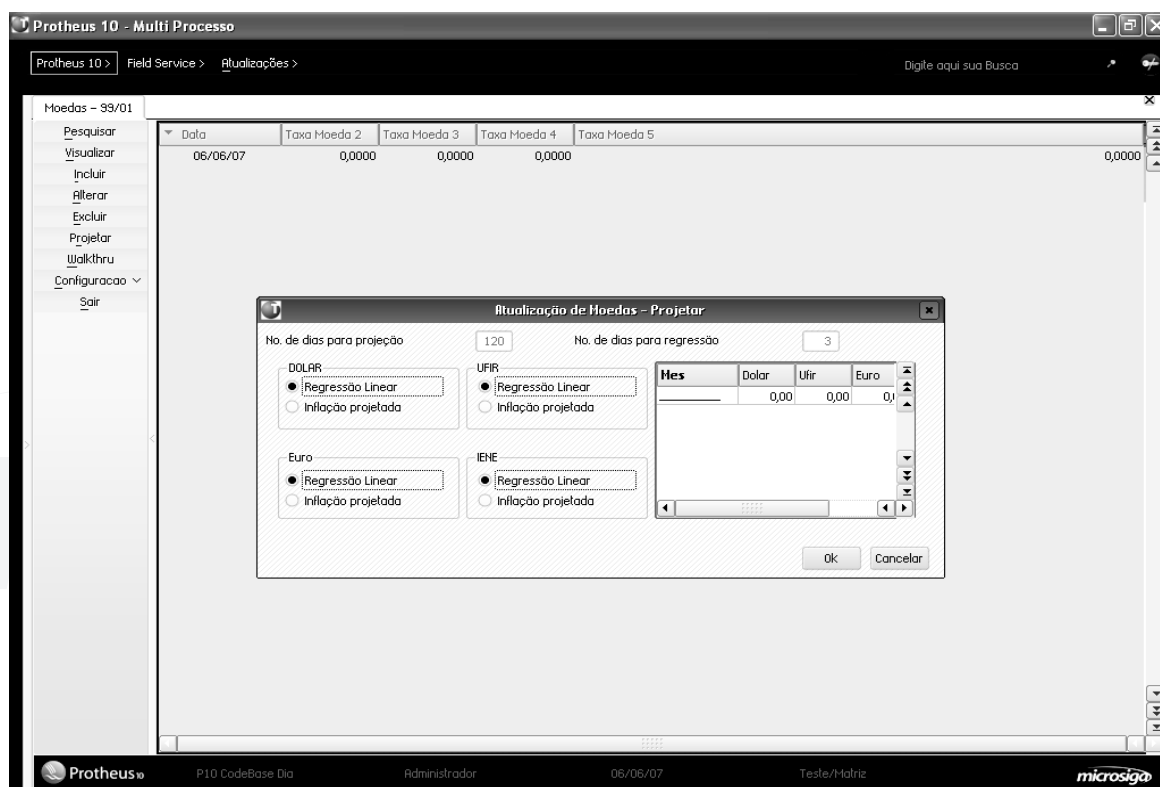 Protheus 10 - Multi Processo
Protheus 10 > Field Service > Atualizações > Digite aqui sua Busca
Moedas - 99/01
Pesquisar
Visualizar
Incluir
Alterar
Excluir
Projetar
Walkthru
Configuracao
Sair
Data Taxa Moeda 2 Taxa Moeda 3 Taxa Moeda 4 Taxa Moeda 5
06/06/07 0,0000 0,0000 0,0000 0,0000
Atualização de Moedas - Projetar
No. de dias para projeção 120 No. de dias para regressão 3
DOLAR
Regressão Linear
Inflação projetada
UFIR
Regressão Linear
Inflação projetada
Euro
Regressão Linear
Inflação projetada
IENE
Regressão Linear
Inflação projetada
Mes Dolar Ufir Euro
0,00 0,00 0,
Ok Cancelar
Protheus 10 P10 CodeBase Dia Administrador 06/06/07 Teste/Matriz microsiga